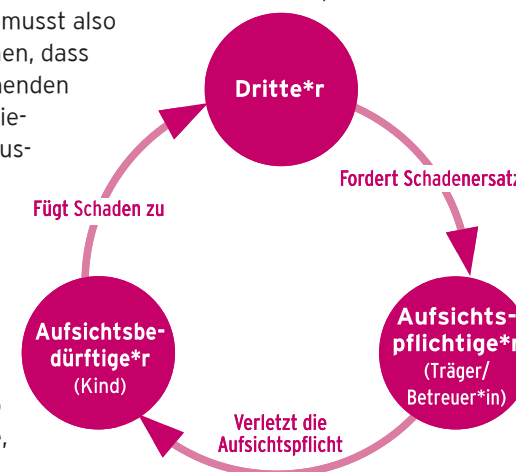 musst also
en, dass
enden
ie-
us-
Dritte*r
Fordert Schadenersatz
Fügt Schaden zu
Aufsichtsbe-
dürftige*r
(Kind)
Aufsichts-
pflichtige*r
(Träger/
Betreuer*in)
Verletzt die
Aufsichtspflicht